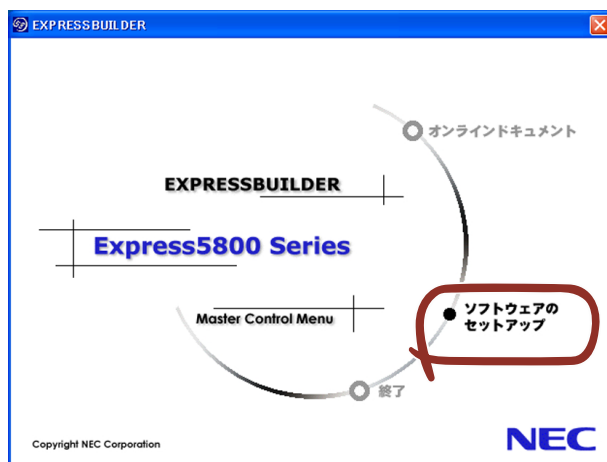 EXPRESSBUILDER
オンラインドキュメント
EXPRESSBUILDER
Express5800 Series
ソフトウェアの
セットアップ
Master Control Menu
終了
Copyright NEC Corporation
NEC